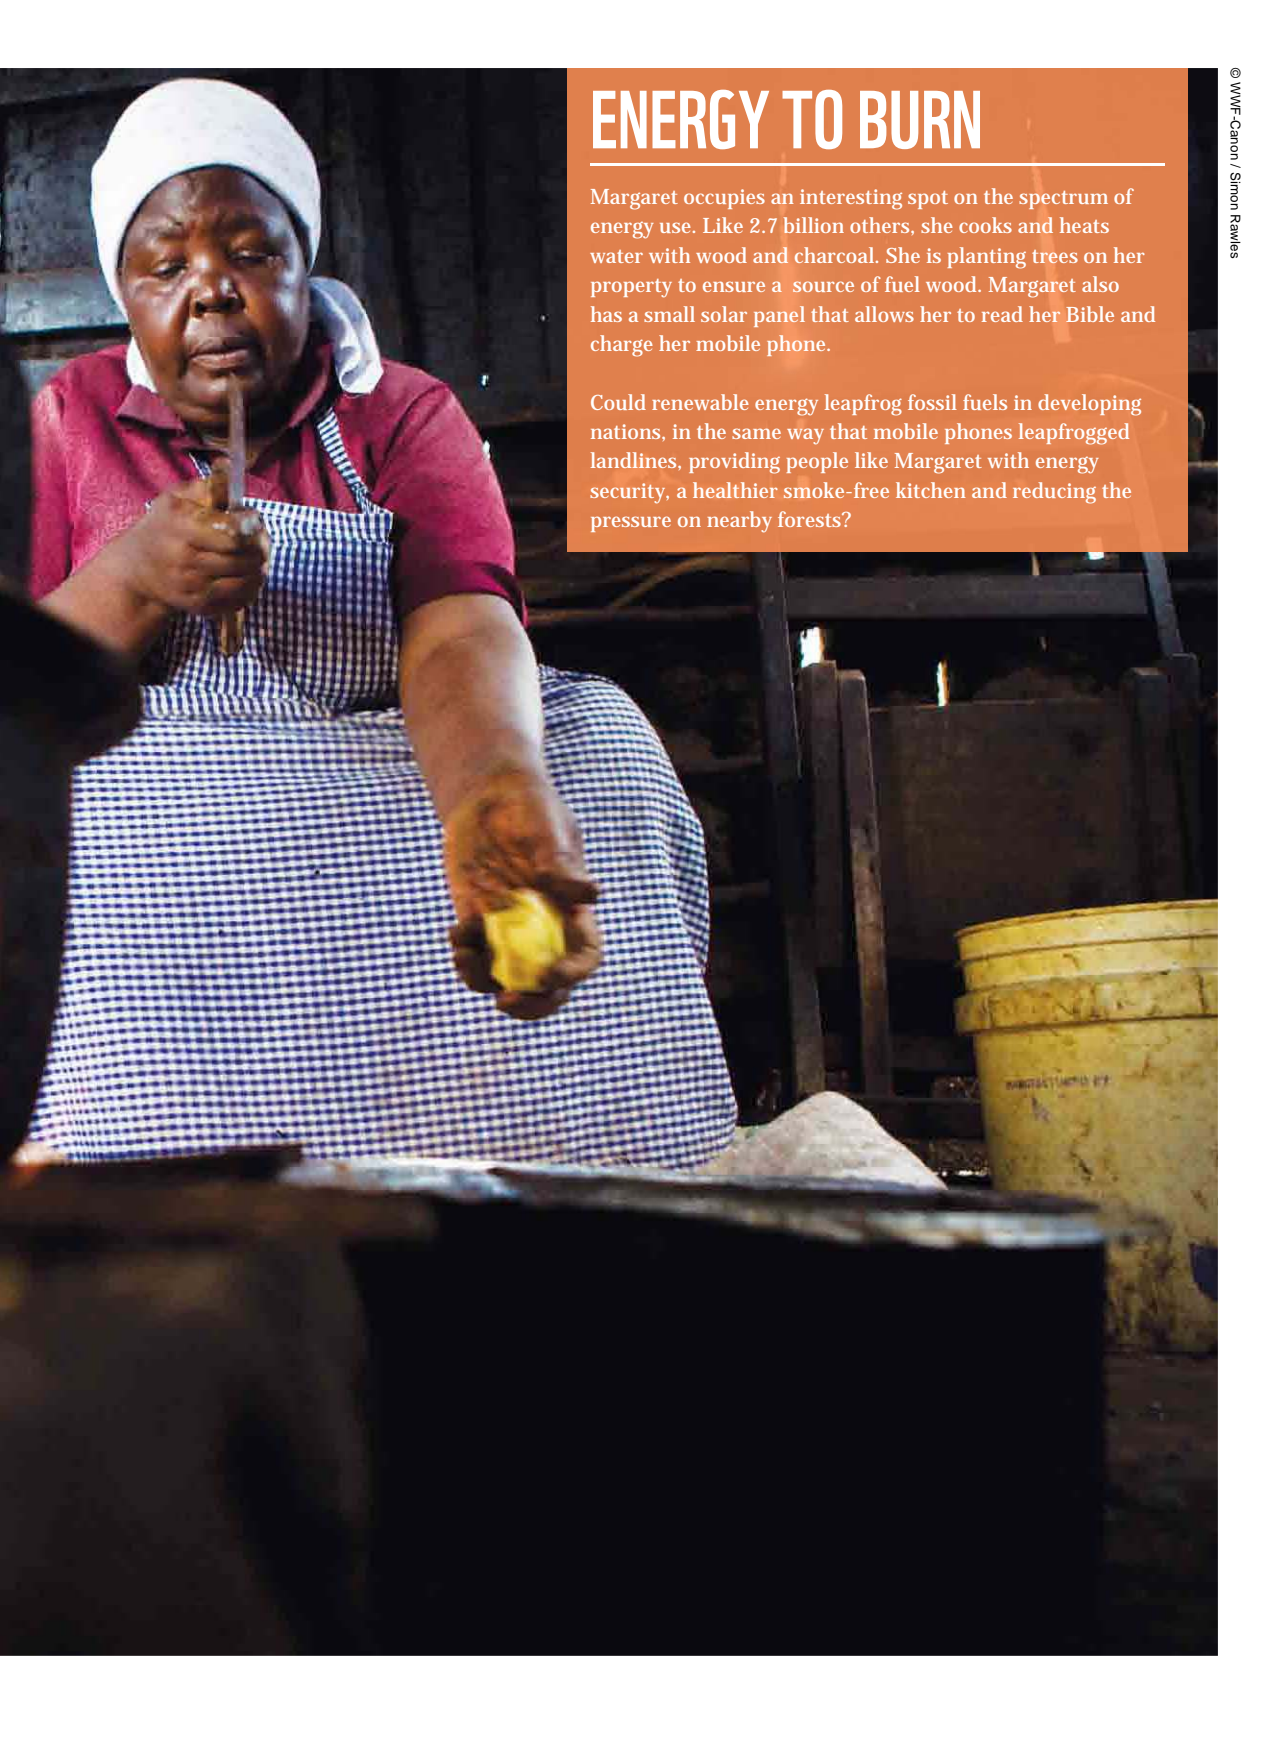 ENERGY TO BURN
Margaret occupies an interesting spot on the spectrum of
energy use. Like 2.7 billion others, she cooks and heats
water with wood and charcoal. She is planting trees on her
property to ensure a  source of fuel wood. Margaret also
has a small solar panel that allows her to read her Bible and
charge her mobile phone.
Could renewable energy leapfrog fossil fuels in developing
nations, in the same way that mobile phones leapfrogged
landlines, providing people like Margaret with energy
security, a healthier smoke-free kitchen and reducing the
pressure on nearby forests?
© WWF-Canon / Simon Rawles